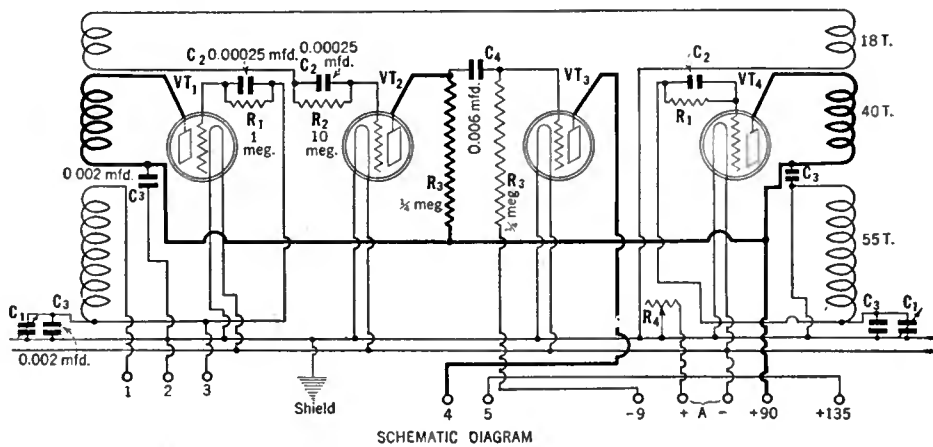 18 T.
C2 0.00025 mfd.
0.00025 mfd.
C2
C4
C2
VT1
VT2
VT3
VT4
R1
1 meg.
R2
10 meg.
0.006 mfd.
R1
40 T.
0.002 mfd.
C3
R3
¼ meg
R3
¼ meg
C3
55 T.
C1 C3
0.002 mfd.
R4
C3 C1
Shield
1 2 3 4 5 -9 + A - +90 +135
SCHEMATIC DIAGRAM